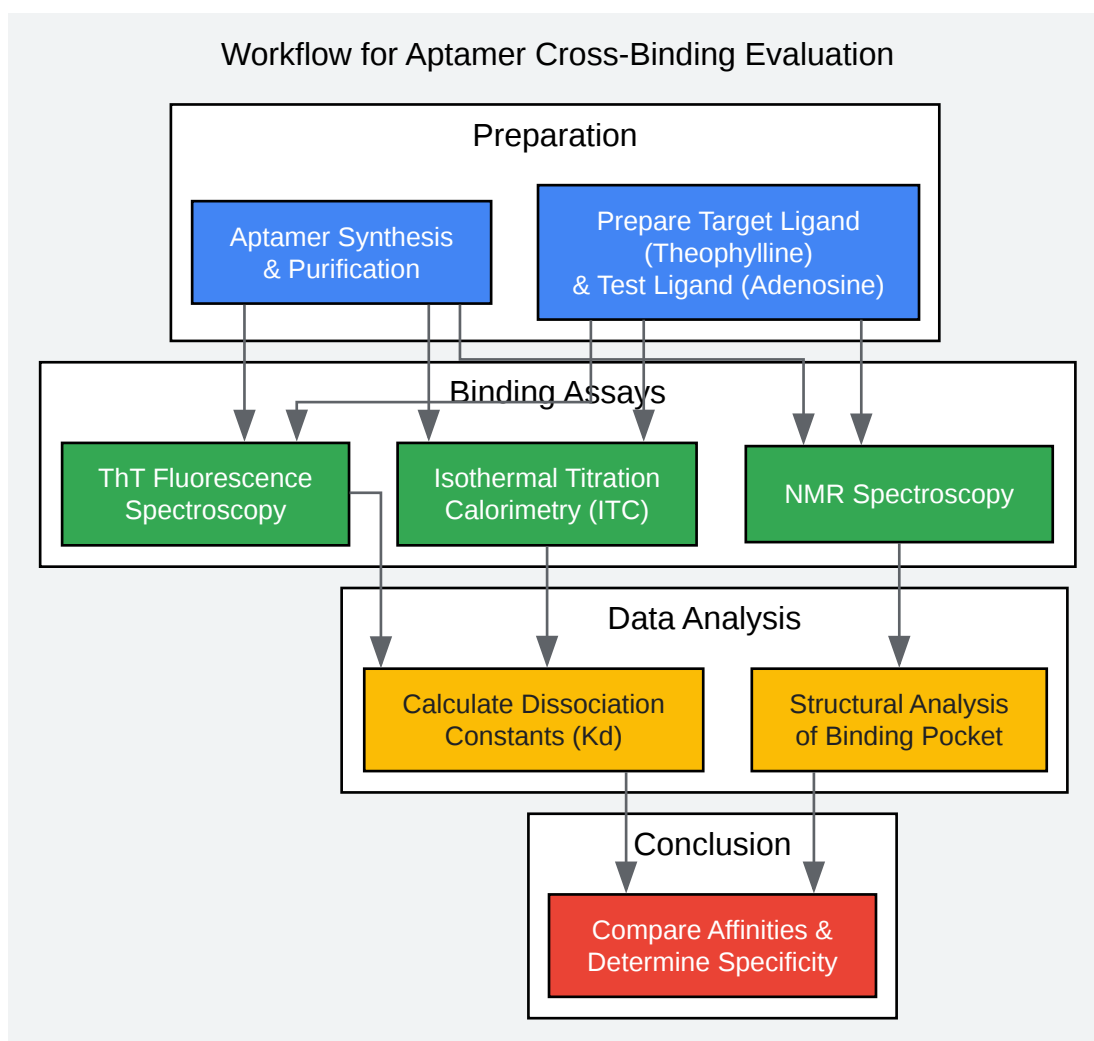 Workflow for Aptamer Cross-Binding Evaluation
Preparation
Aptamer Synthesis
& Purification
Prepare Target Ligand
(Theophylline)
& Test Ligand (Adenosine)
Binding Assays
ThT Fluorescence
Spectroscopy
Isothermal Titration
Calorimetry (ITC)
NMR Spectroscopy
Data Analysis
Calculate Dissociation
Constants (Kd)
Structural Analysis
of Binding Pocket
Conclusion
Compare Affinities &
Determine Specificity